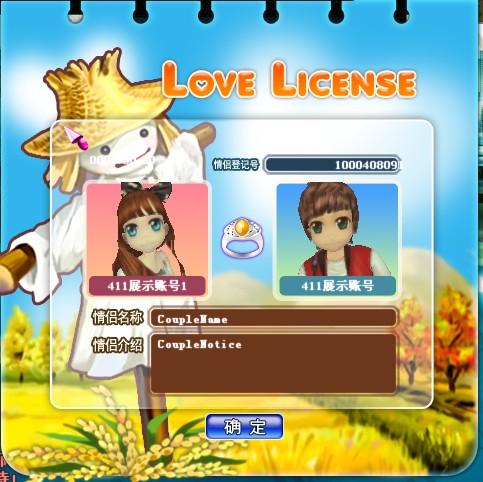 LOVE LICENSE
情侣登记号
100040809
411展示账号1
411展示账号
情侣名称
CoupleName
情侣介绍
CoupleNotice
确 定